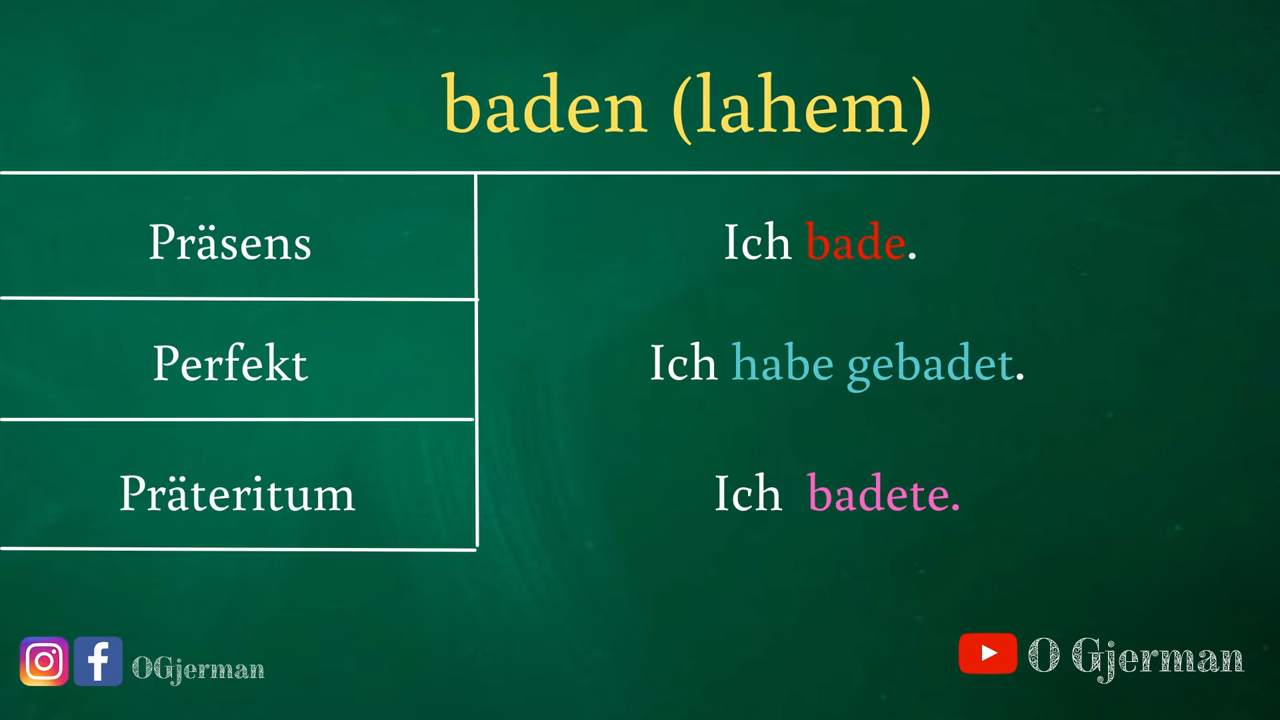 baden (lahem)
Präsens
Ich bade.
Perfekt
Ich habe gebadet.
Präteritum
Ich badete.
OGjerman
O Gjerman